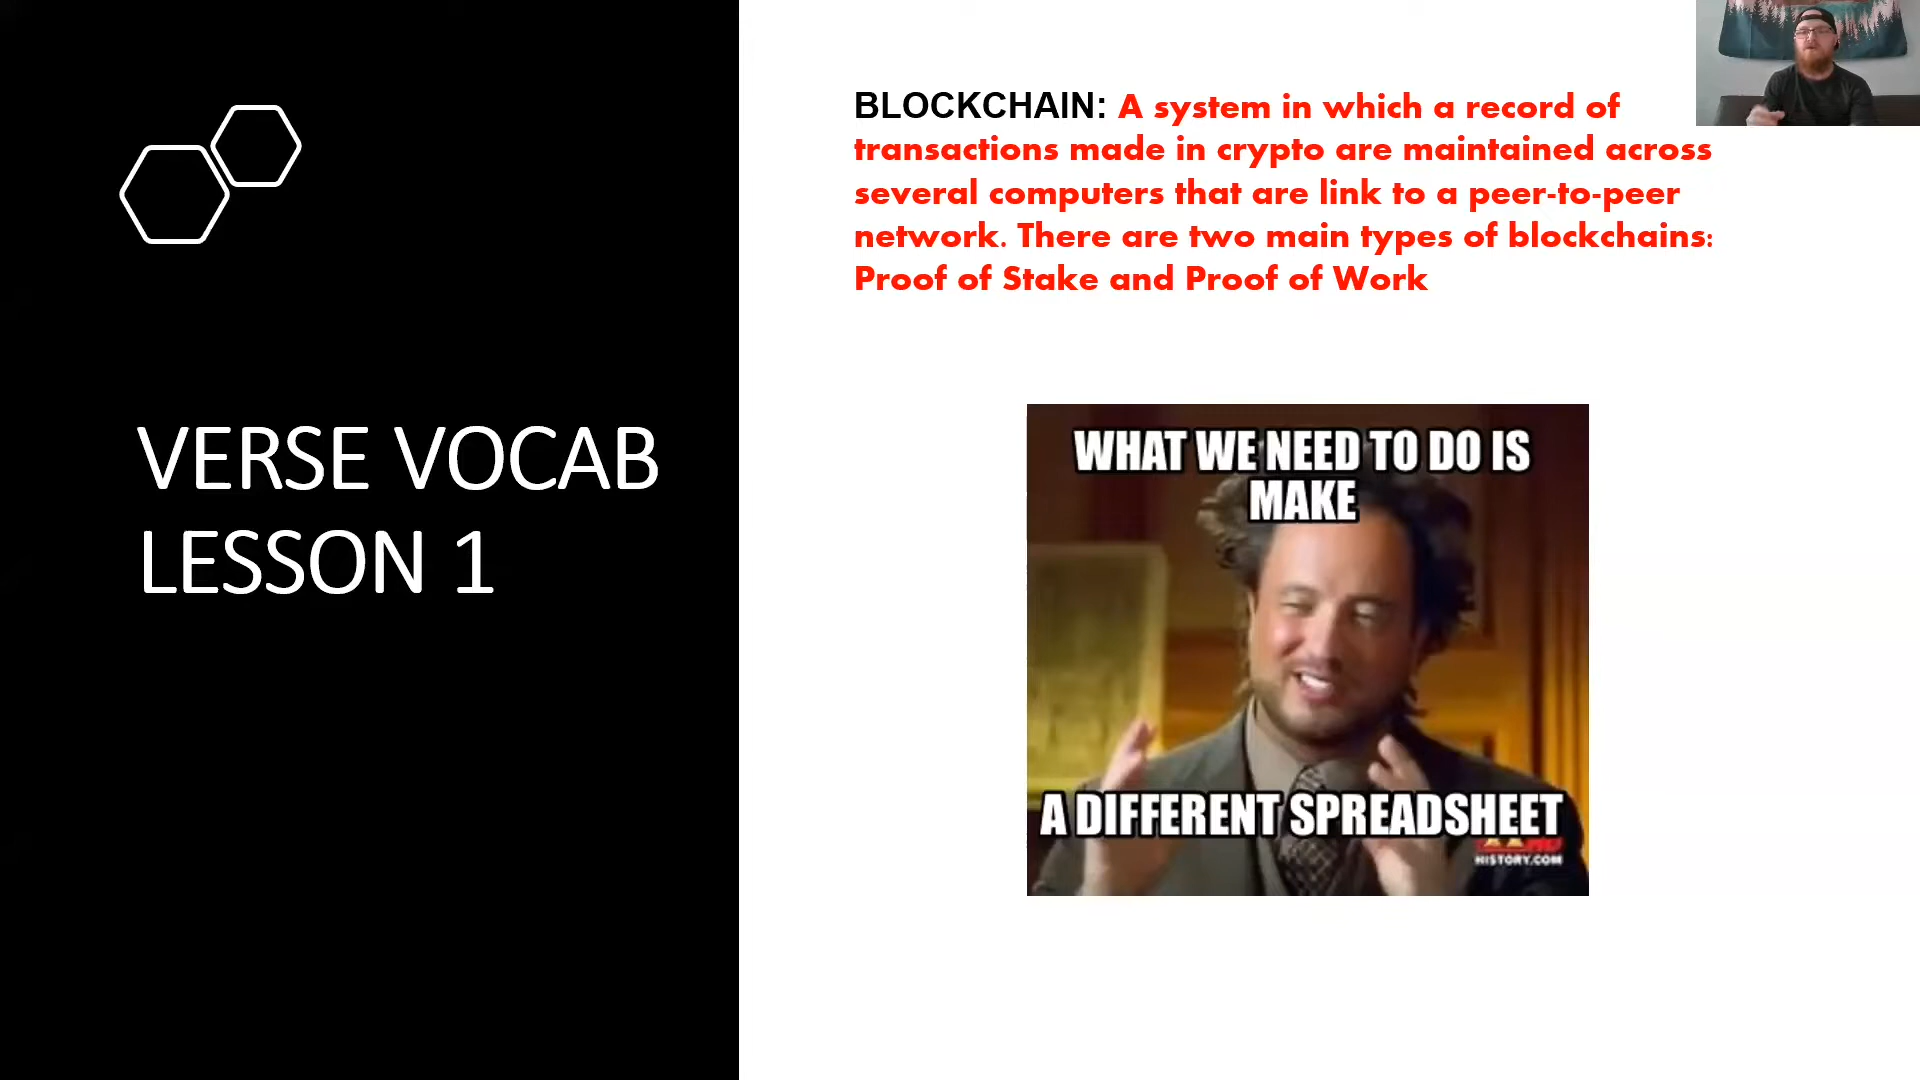 VERSE VOCAB
LESSON 1
BLOCKCHAIN: A system in which a record of
transactions made in crypto are maintained across
several computers that are link to a peer-to-peer
network. There are two main types of blockchains:
Proof of Stake and Proof of Work
WHAT WE NEED TO DO IS
MAKE
A DIFFERENT SPREADSHEET
HISTORY.COM